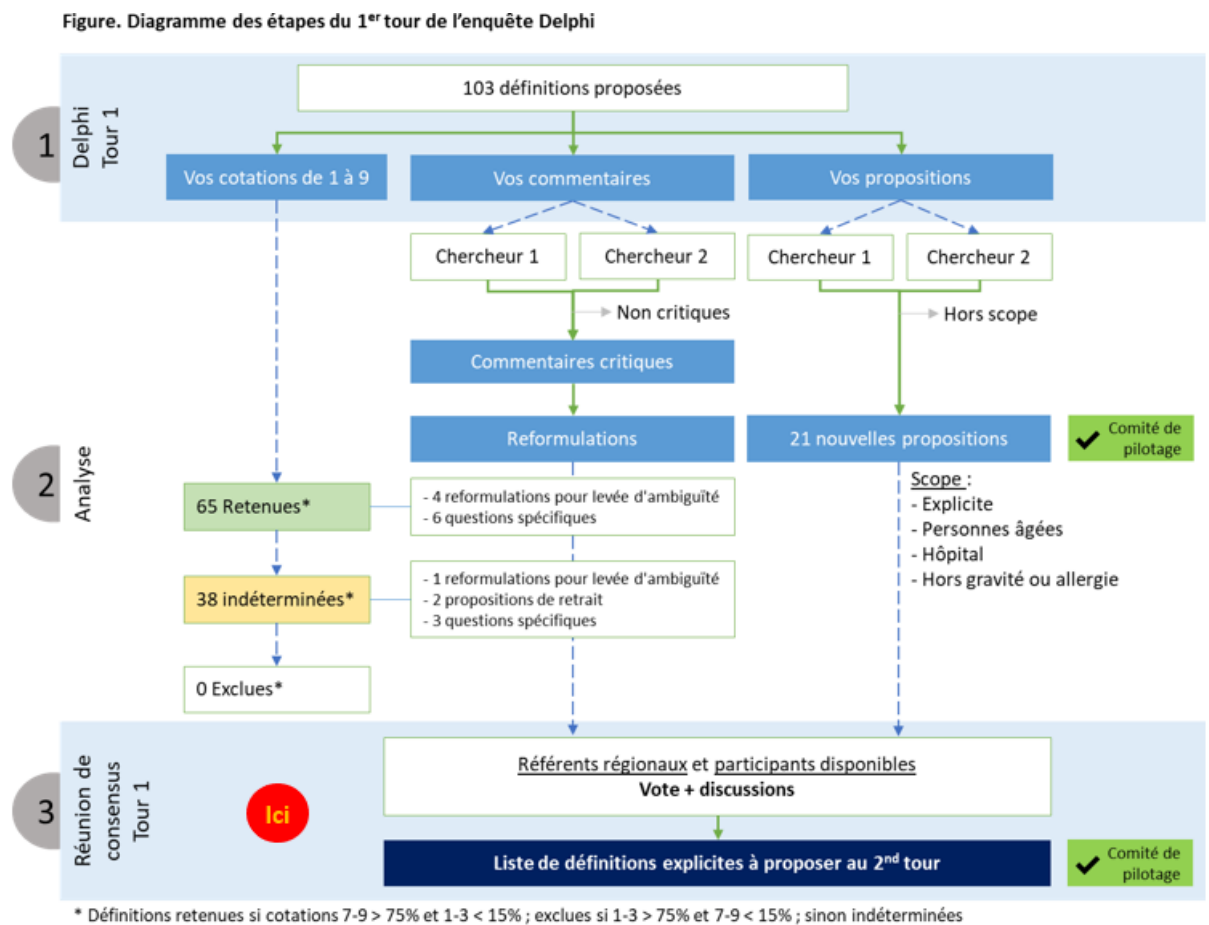 Figure. Diagramme des étapes du 1er tour de l'enquête Delphi
1
Delphi
Tour 1
103 définitions proposées
Vos cotations de 1 à 9
Vos commentaires
Vos propositions
Chercheur 1
Chercheur 2
Chercheur 1
Chercheur 2
Non critiques
Hors scope
Commentaires critiques
2
Analyse
Reformulations
21 nouvelles propositions
Comité de
pilotage
65 Retenues*
- 4 reformulations pour levée d'ambiguïté
- 6 questions spécifiques
Scope :
- Explicite
- Personnes âgées
- Hôpital
- Hors gravité ou allergie
38 indéterminées*
- 1 reformulations pour levée d'ambiguïté
- 2 propositions de retrait
- 3 questions spécifiques
0 Exclues*
3
Réunion de
consensus
Tour 1
Ici
Référents régionaux et participants disponibles
Vote + discussions
Liste de définitions explicites à proposer au 2nd tour
Comité de
pilotage
* Définitions retenues si cotations 7-9 > 75% et 1-3 < 15% ; exclues si 1-3 > 75% et 7-9 < 15% ; sinon indéterminées